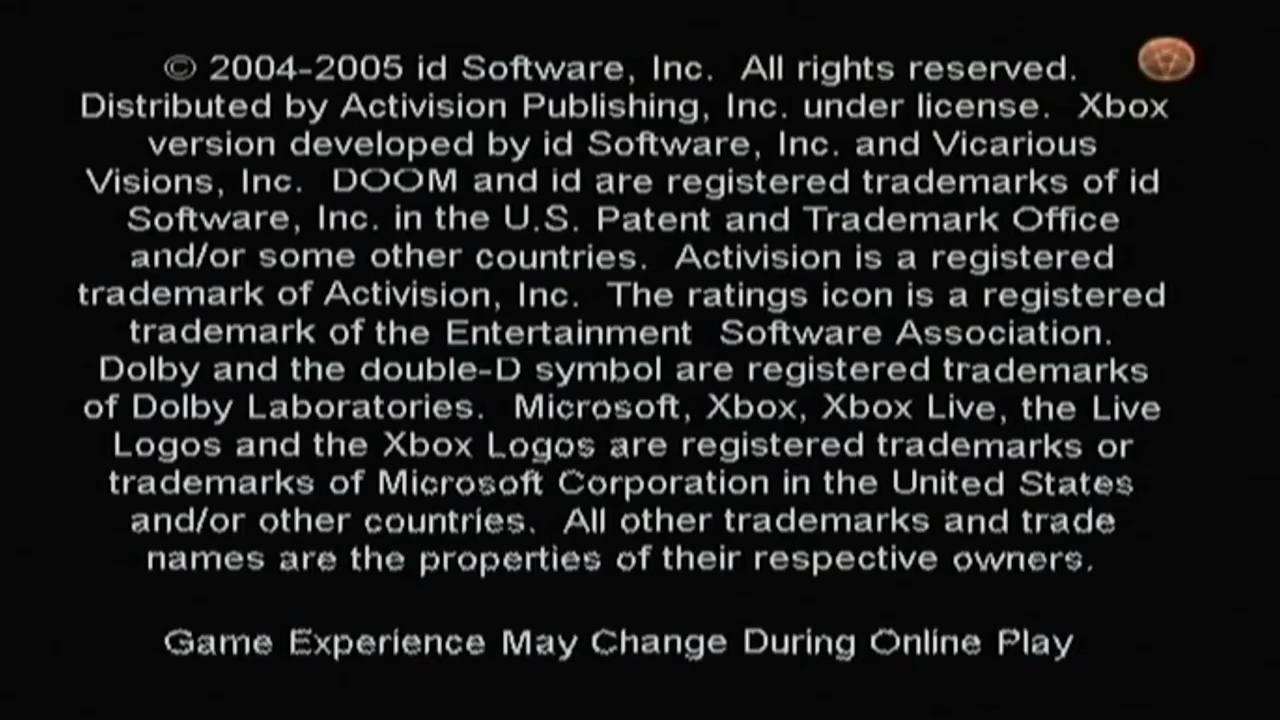 © 2004-2005 id Software, Inc.  All rights reserved.
Distributed by Activision Publishing, Inc. under license.  Xbox
version developed by id Software, Inc. and Vicarious
Visions, Inc.  DOOM and id are registered trademarks of id
Software, Inc. in the U.S. Patent and Trademark Office
and/or some other countries.  Activision is a registered
trademark of Activision, Inc.  The ratings icon is a registered
trademark of the Entertainment  Software Association.
Dolby and the double-D symbol are registered trademarks
of Dolby Laboratories.  Microsoft, Xbox, Xbox Live, the Live
Logos and the Xbox Logos are registered trademarks or
trademarks of Microsoft Corporation in the United States
and/or other countries.  All other trademarks and trade
names are the properties of their respective owners.
Game Experience May Change During Online Play